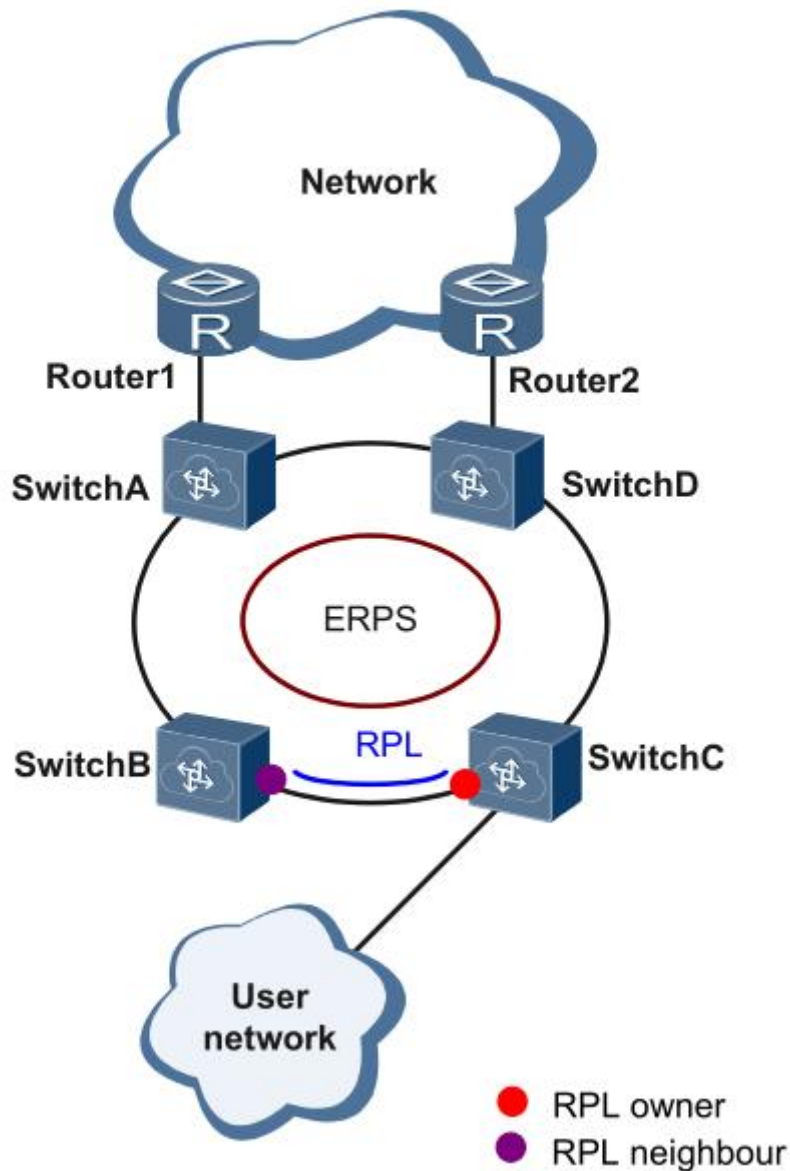 Network
R
R
Router1
Router2
SwitchA
SwitchD
ERPS
RPL
SwitchB
SwitchC
User
network
RPL owner
RPL neighbour